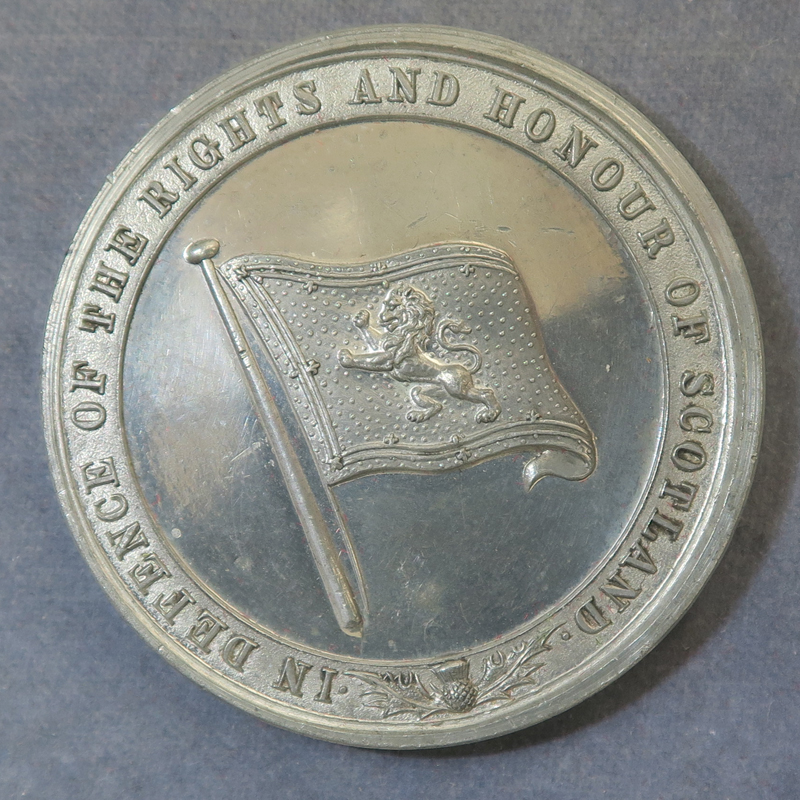 · IN DEFENCE OF THE RIGHTS AND HONOUR OF SCOTLAND ·